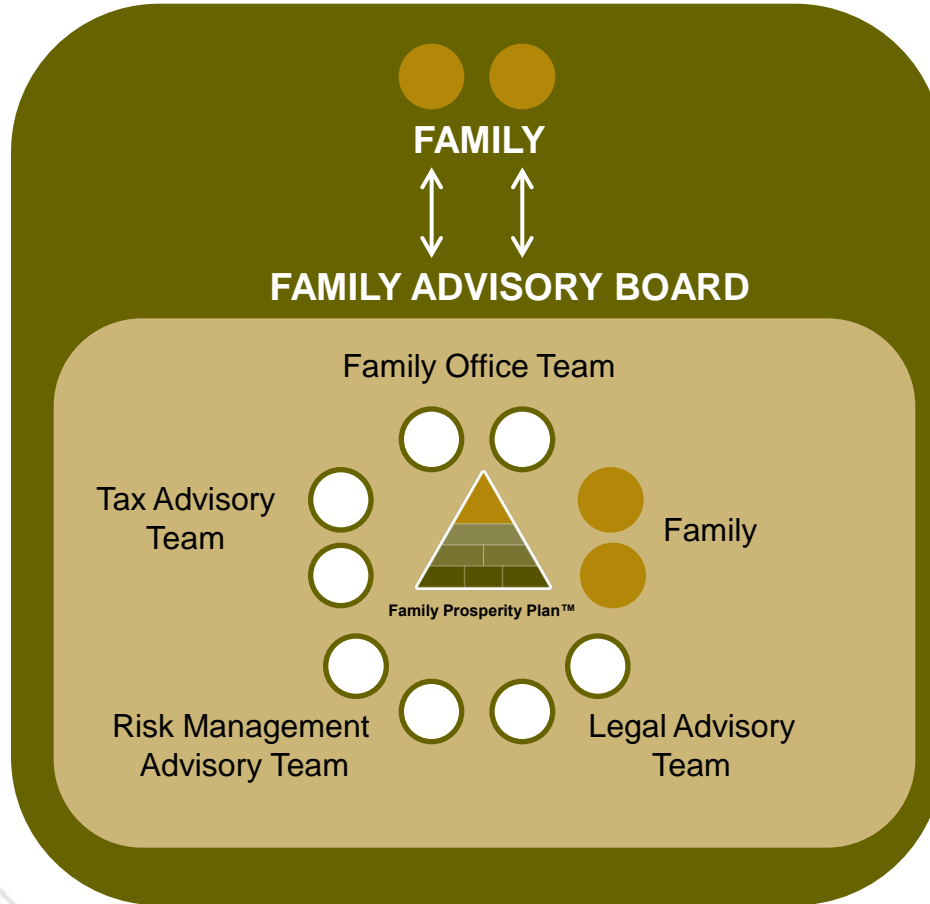 FAMILY
FAMILY ADVISORY BOARD
Family Office Team
Tax Advisory
Team
Family
Family Prosperity Plan™
Risk Management
Advisory Team
Legal Advisory
Team